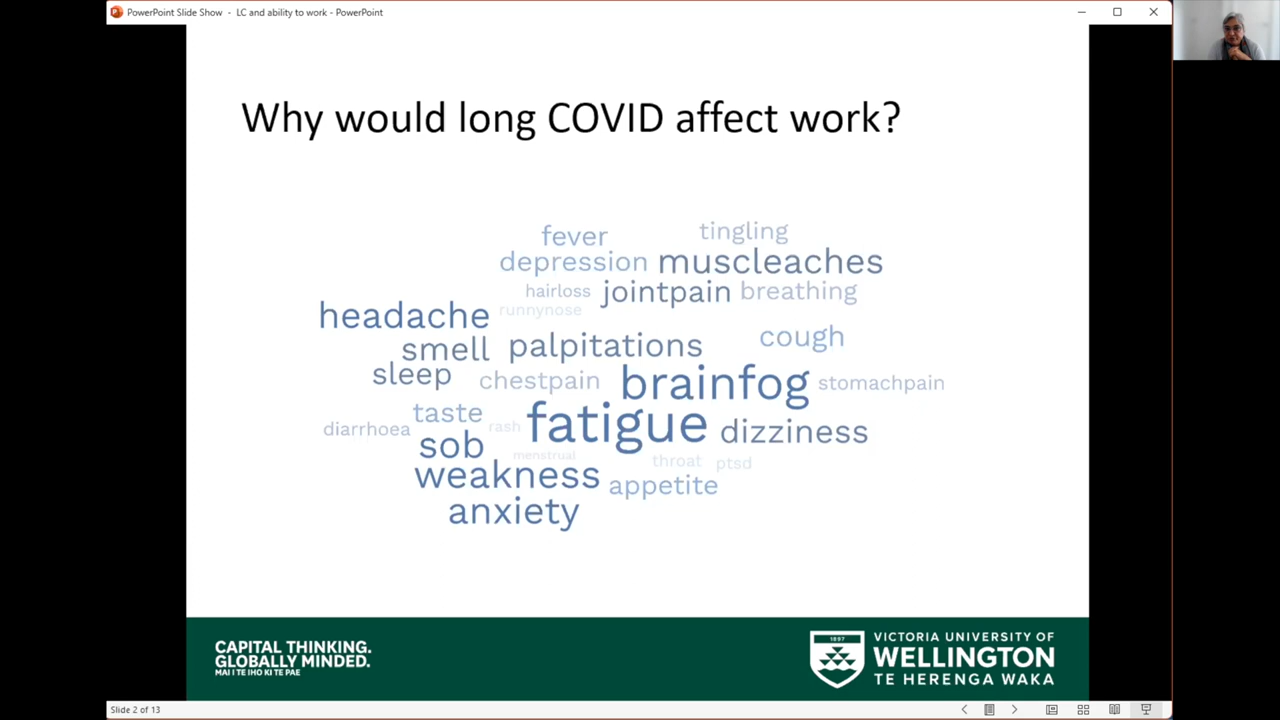 PowerPoint Slide Show - LC and ability to work - PowerPoint
Why would long COVID affect work?
fever tingling
depression muscleaches
hairloss jointpain breathing
headache runnynose
smell palpitations cough
sleep chestpain brainfog stomachpain
diarrhoea taste rash fatigue dizziness
sob menstrual throat ptsd
weakness appetite
anxiety
CAPITAL THINKING.
GLOBALLY MINDED.
MAI I TE IHO KI TE PAE
1897
VICTORIA UNIVERSITY OF
WELLINGTON
TE HERENGA WAKA
Slide 2 of 13